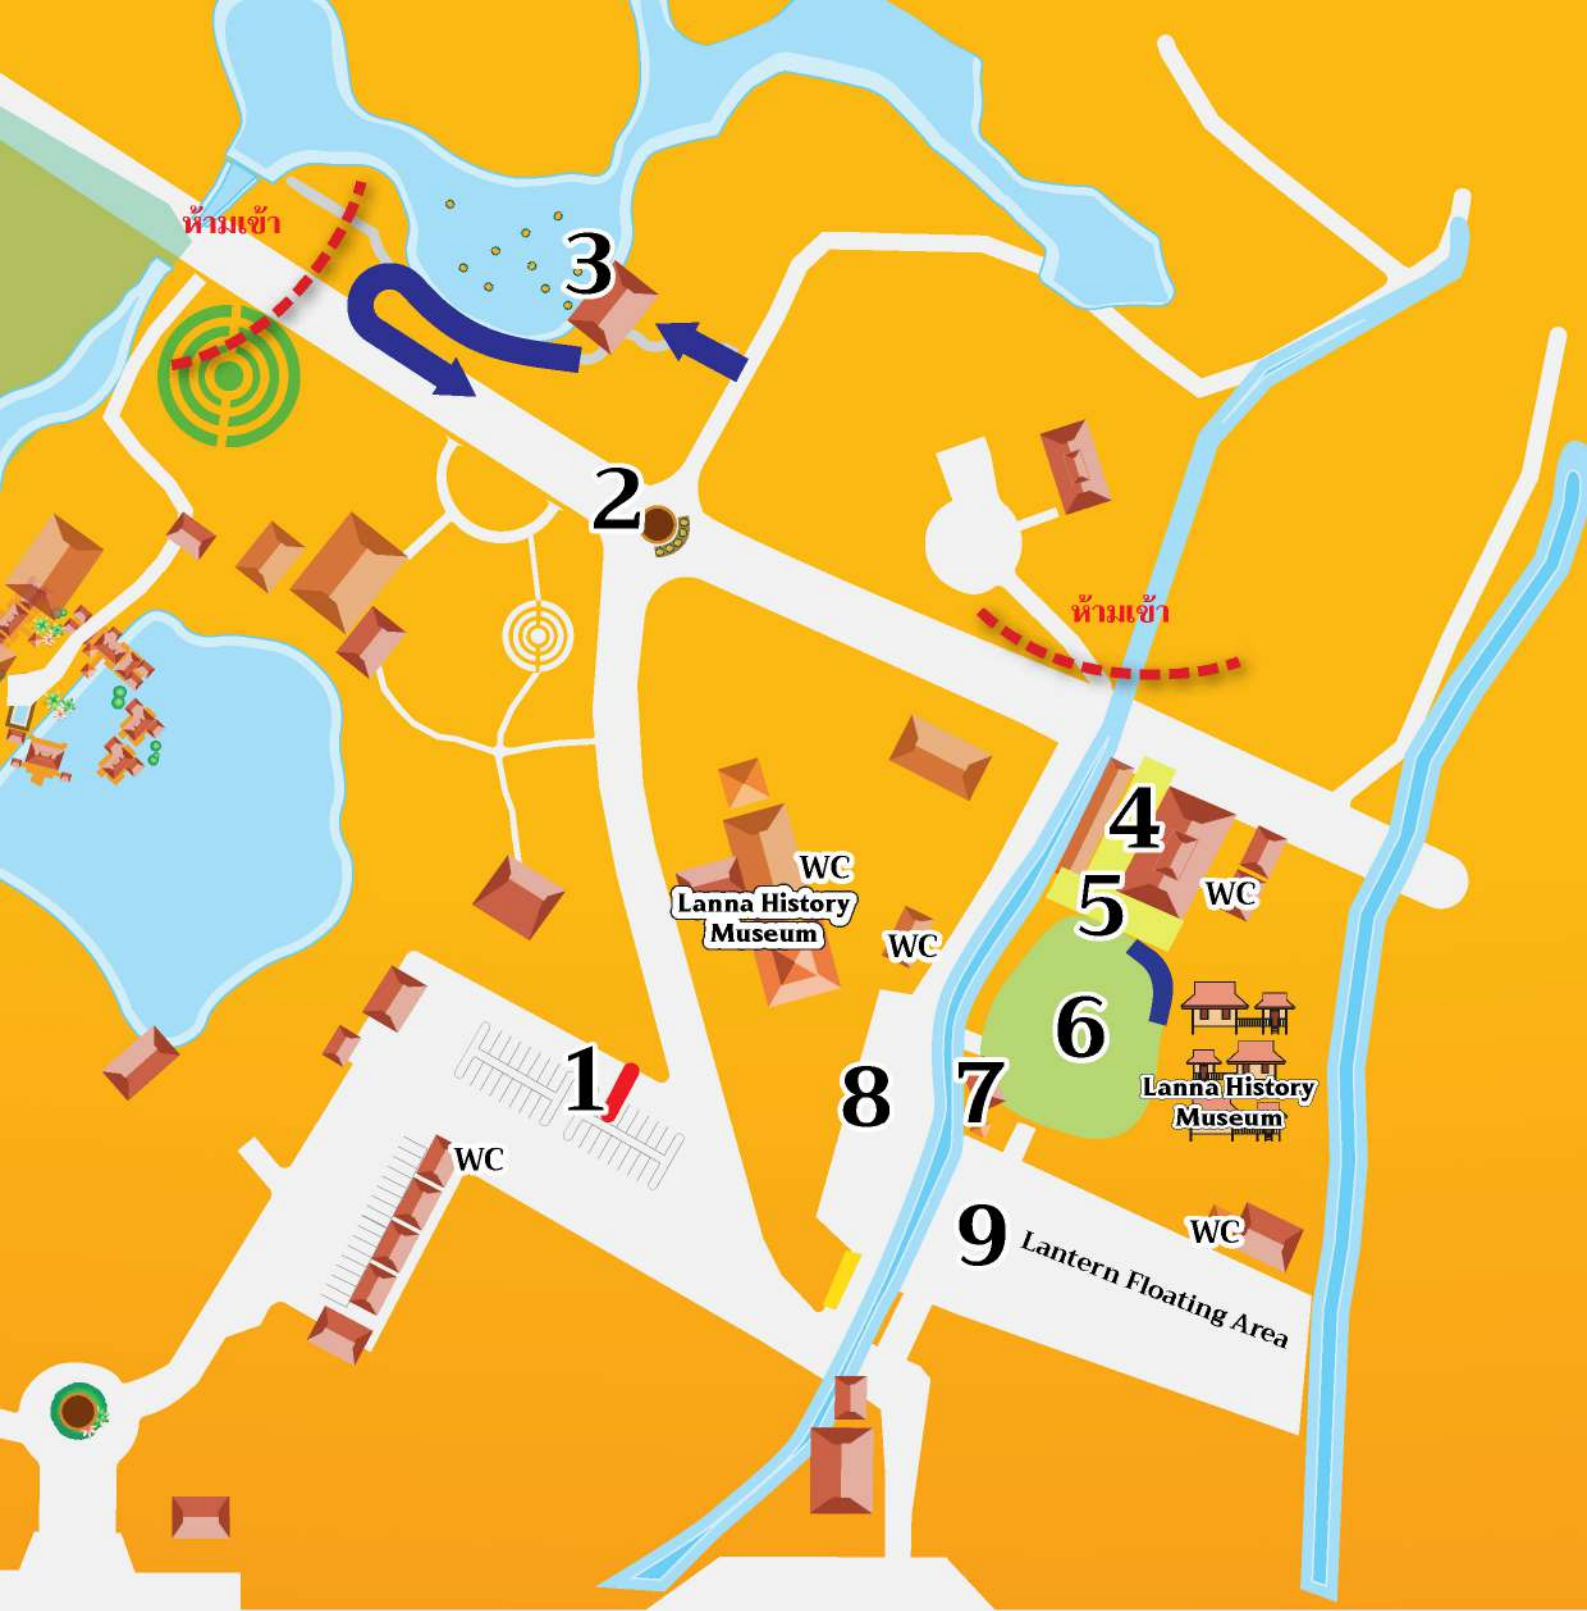 ห้ามเข้า
3
2
ห้ามเข้า
4
WC
5
WC
Lanna History
Museum
WC
6
1
8
7
Lanna History
Museum
WC
9
WC
Lantern Floating Area